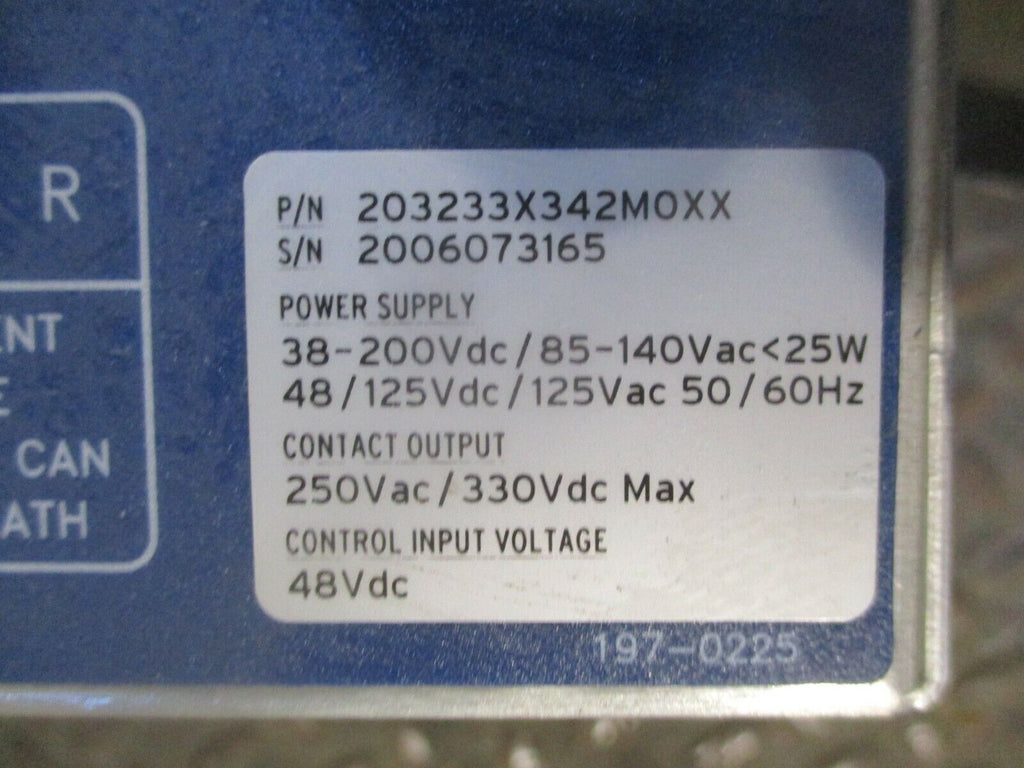 R
ENT
E
CAN
ATH
P/N 203233X342M0XX
S/N 2006073165
POWER SUPPLY
38-200Vdc/85-140Vac<25W
48/125Vdc/125Vac 50/60Hz
CONTACT OUTPUT
250Vac/330Vdc Max
CONTROL INPUT VOLTAGE
48Vdc
197-0225